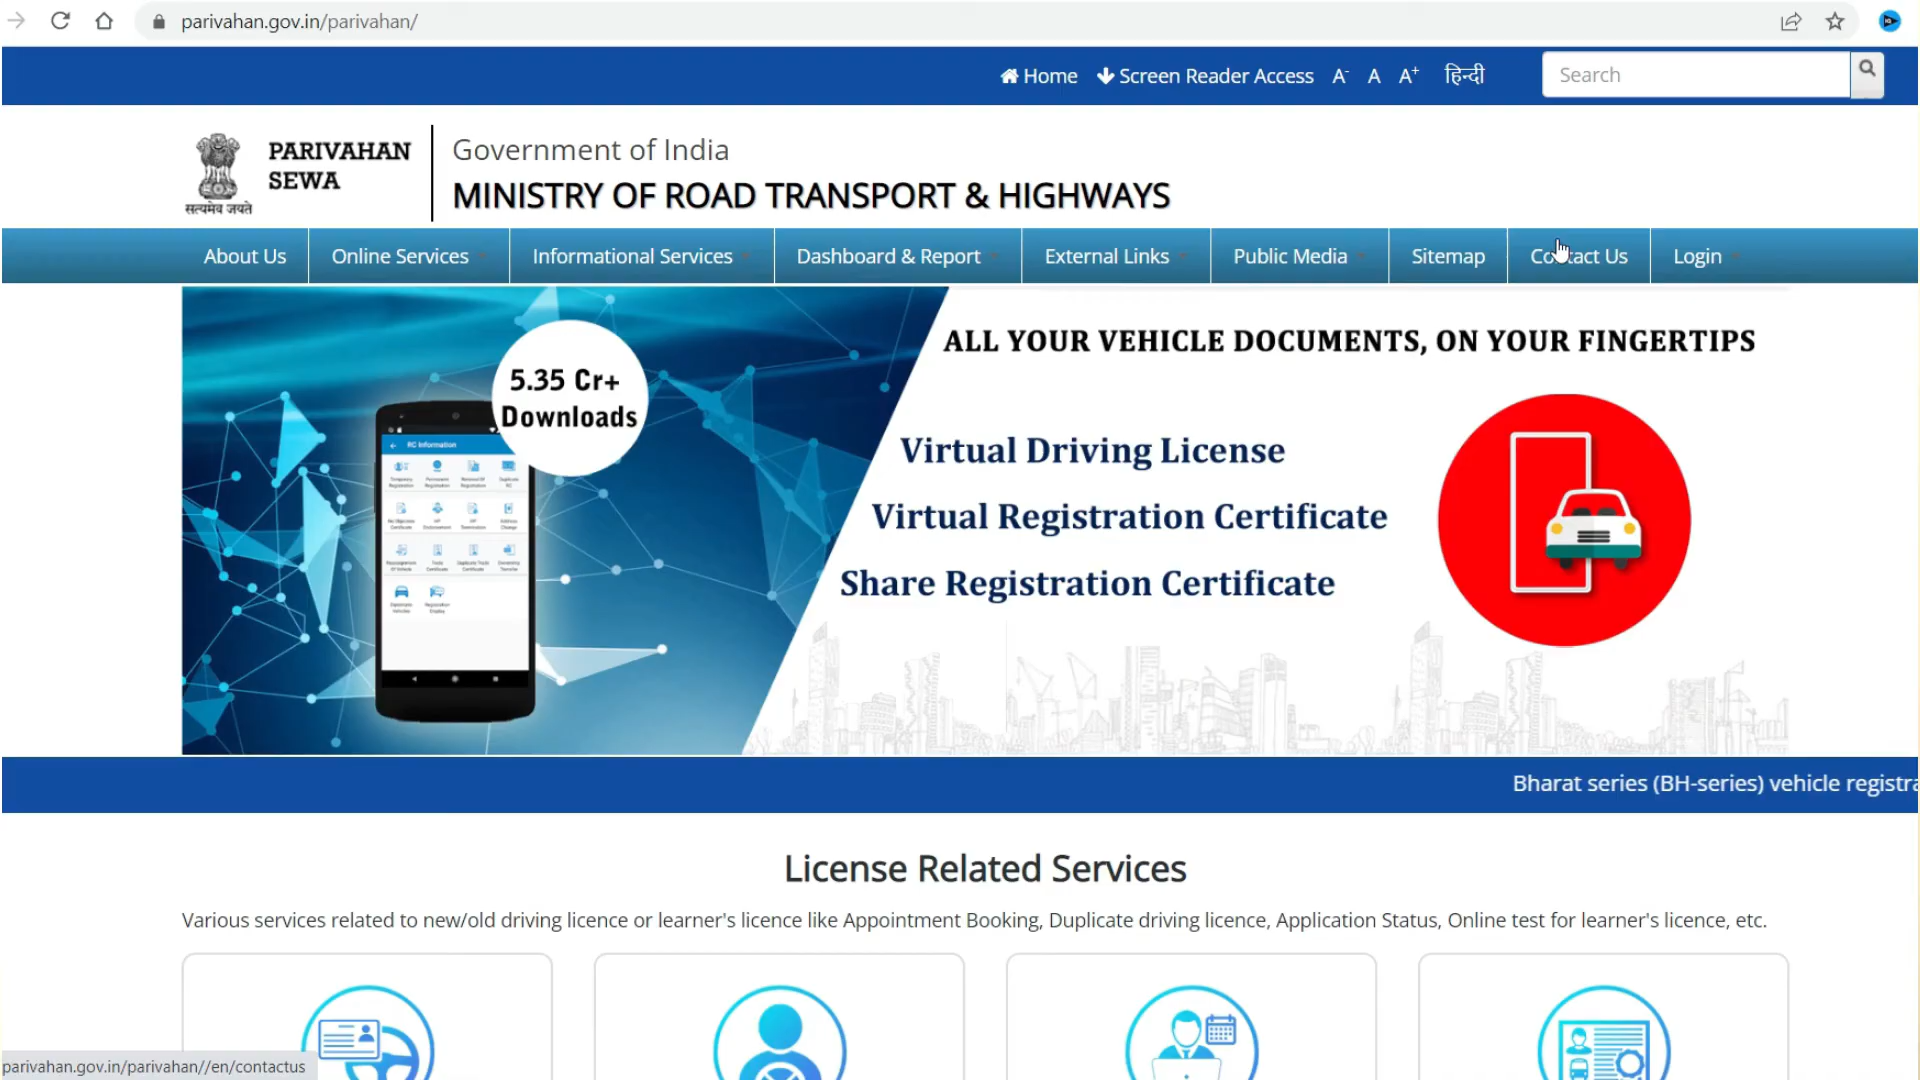 parivahan.gov.in/parivahan/
Home Screen Reader Access A- A A+ हिन्दी Search
PARIVAHAN
SEWA
सत्यमेव जयते
Government of India
MINISTRY OF ROAD TRANSPORT & HIGHWAYS
About Us Online Services Informational Services Dashboard & Report External Links Public Media Sitemap Contact Us Login
ALL YOUR VEHICLE DOCUMENTS, ON YOUR FINGERTIPS
5.35 Cr+
Downloads
RC Information
Virtual Driving License
Virtual Registration Certificate
Share Registration Certificate
Bharat series (BH-series) vehicle registra
License Related Services
Various services related to new/old driving licence or learner's licence like Appointment Booking, Duplicate driving licence, Application Status, Online test for learner's licence, etc.
parivahan.gov.in/parivahan//en/contactus